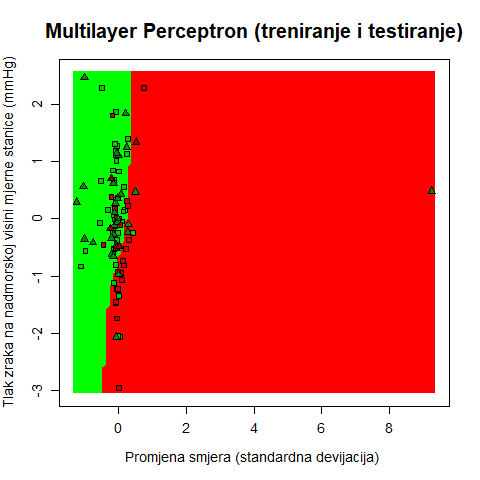 Multilayer Perceptron (treniranje i testiranje)
Tlak zraka na nadmorskoj visini mjerne stanice (mmHg)
2
1
0
-1
-2
-3
0 2 4 6 8
Promjena smjera (standardna devijacija)